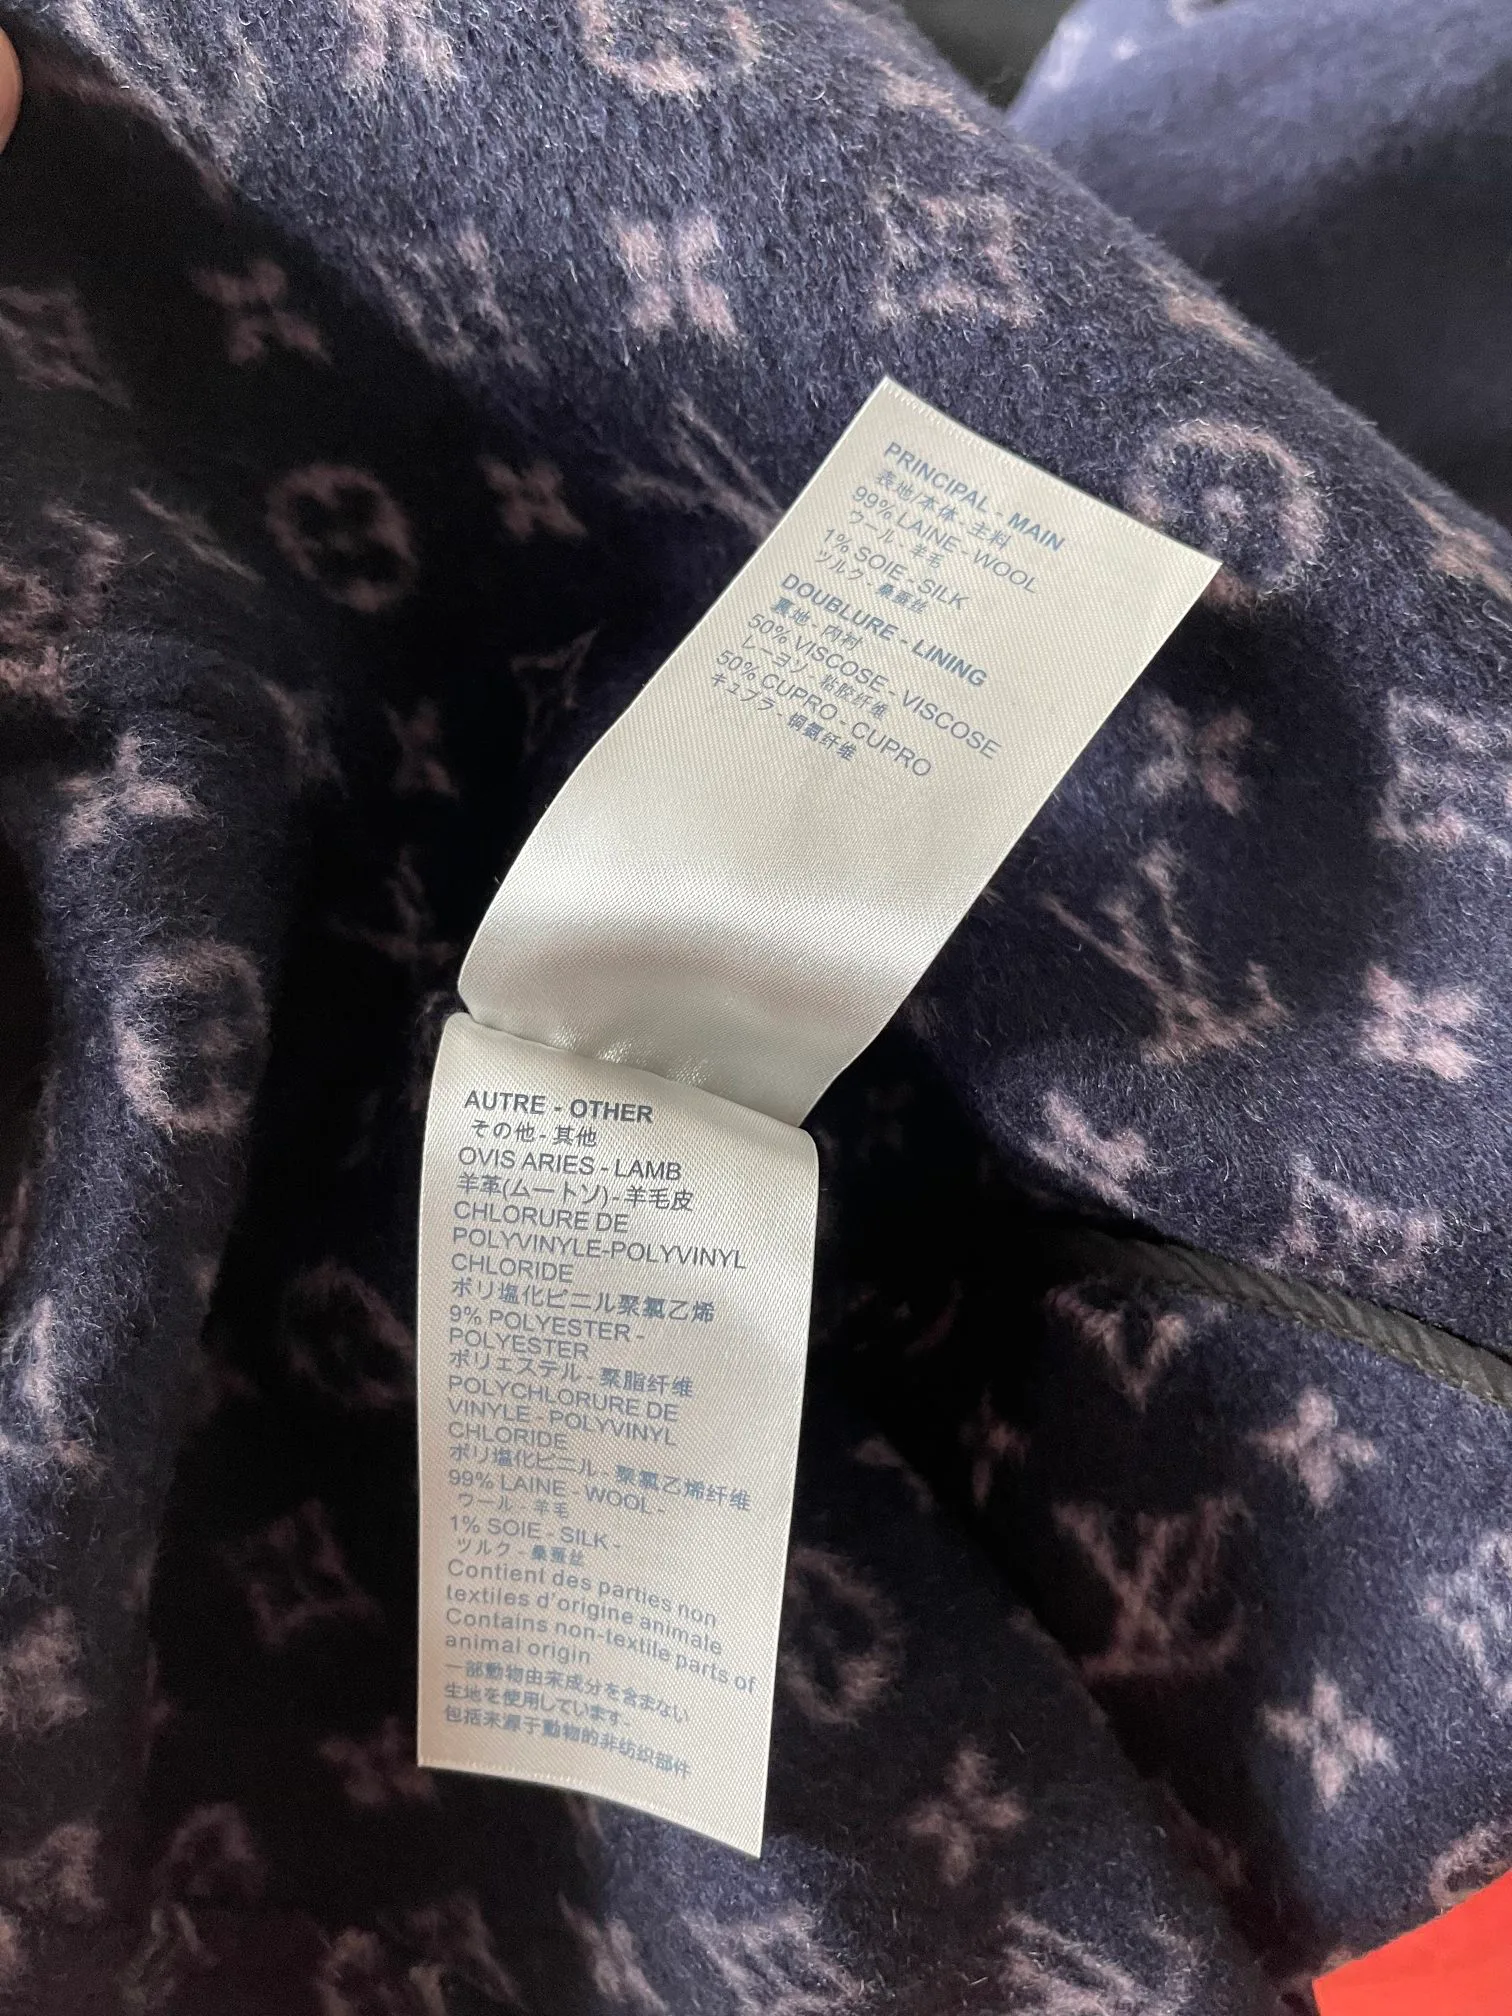 PRINCIPAL - MAIN
表地/本体 - 主料
99% LAINE - WOOL
ウール - 羊毛
1% SOIE - SILK
ツルク - 桑蚕丝
DOUBLURE - LINING
裏地 - 内衬
50% VISCOSE - VISCOSE
レーヨソ - 粘胶纤维
50% CUPRO - CUPRO
キュプラ - 铜氨纤维
AUTRE - OTHER
その他 - 其他
OVIS ARIES - LAMB
羊革(ムートソ) - 羊毛皮
CHLORURE DE
POLYVINYLE-POLYVINYL
CHLORIDE
ポリ塩化ビニル聚氯乙烯
9% POLYESTER -
POLYESTER
ポリエステル - 聚脂纤维
POLYCHLORURE DE
VINYLE - POLYVINYL
CHLORIDE
ポリ塩化ビニル - 聚氯乙烯纤维
99% LAINE - WOOL -
ウール - 羊毛
1% SOIE - SILK -
ツルク - 桑蚕丝
Contient des parties non
textiles d'origine animale
Contains non-textile parts of
animal origin
一部動物由来成分を含まない
生地を使用しています-
包括来源于動物的非纺织部件